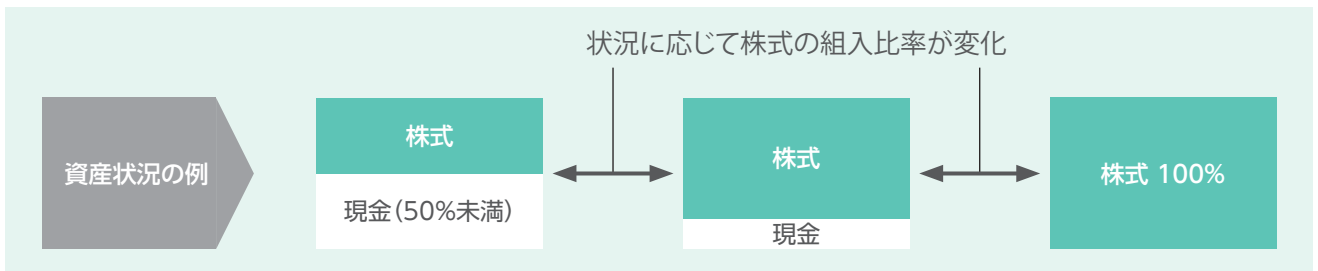 状況に応じて株式の組入比率が変化
資産状況の例
株式
現金（50%未満）
株式
現金
株式 100%